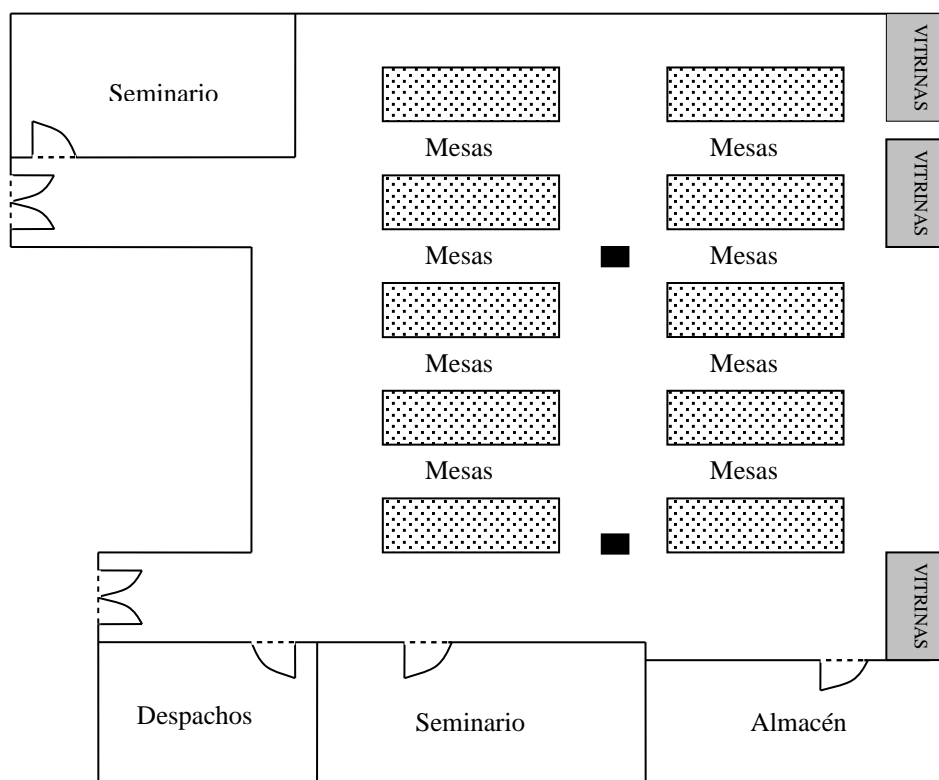 VITRINAS
Seminario
Mesas Mesas
VITRINAS
Mesas Mesas
Mesas Mesas
Mesas Mesas
VITRINAS
Despachos
Seminario
Almacén